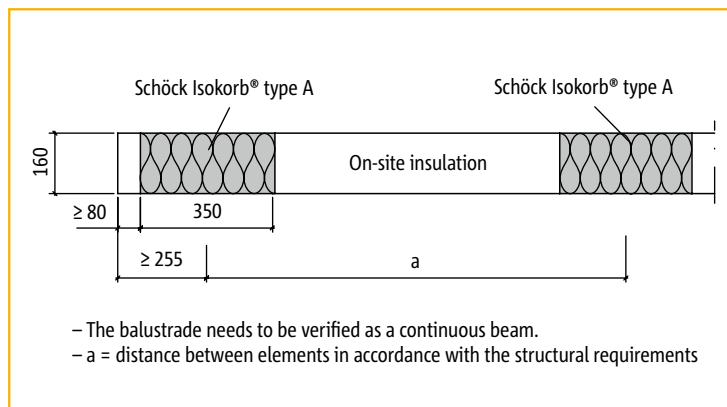 Schöck Isokorb® type A
Schöck Isokorb® type A
160
On-site insulation
≥ 80
350
≥ 255
a
– The balustrade needs to be verified as a continuous beam.
– a = distance between elements in accordance with the structural requirements